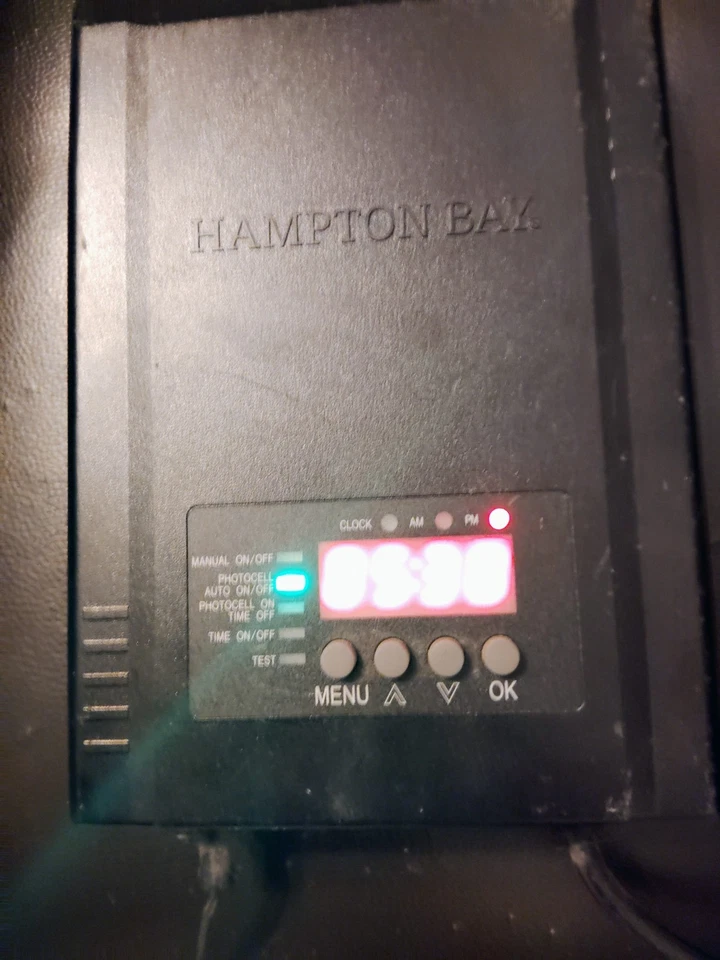 HAMPTON BAY
CLOCK AM PM
MANUAL ON/OFF
PHOTOCELL
AUTO ON/OFF
PHOTOCELL ON
TIME OFF
TIME ON/OFF
TEST
MENU OK